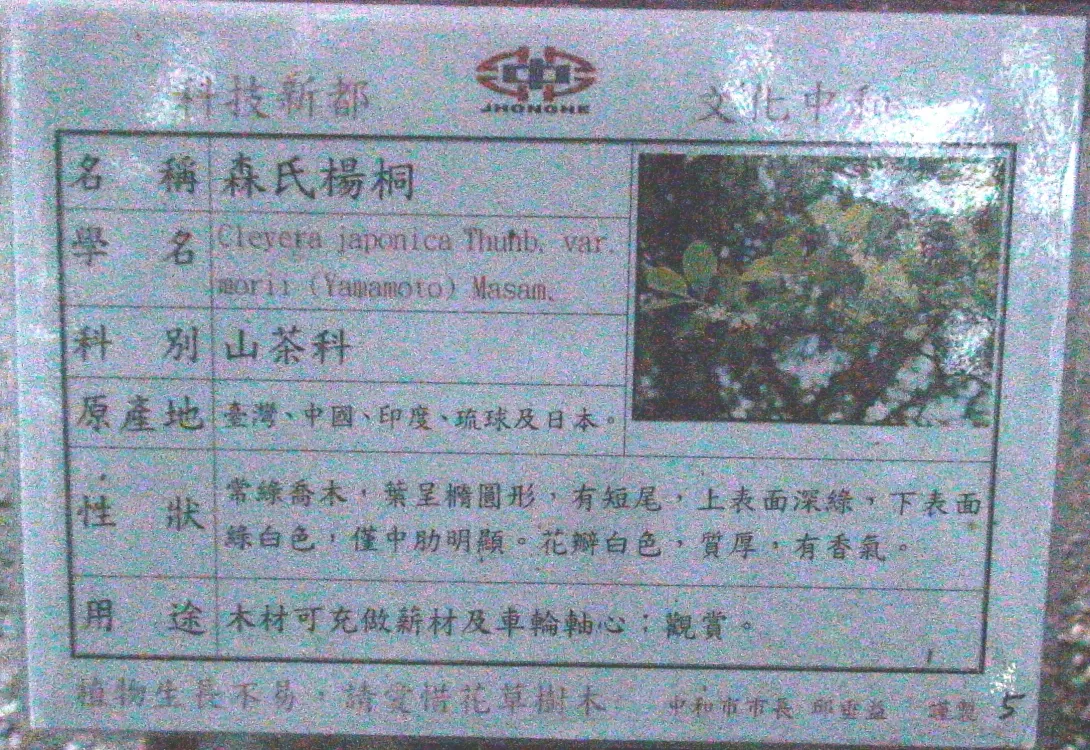 科技新都
JHONGHE
文化中和
名稱 森氏楊桐
學名 Cleyera japonica Thunb. var.
morii (Yamamoto) Masam.
科別 山茶科
原產地 臺灣、中國、印度、琉球及日本。
性狀 常綠喬木，葉呈橢圓形，有短尾，上表面深綠，下表面
綠白色，僅中肋明顯。花瓣白色，質厚，有香氣。
用途 木材可充做薪材及車輪軸心；觀賞。
植物生長不易，請愛惜花草樹木
中和市市長 邱垂益 謹製 5